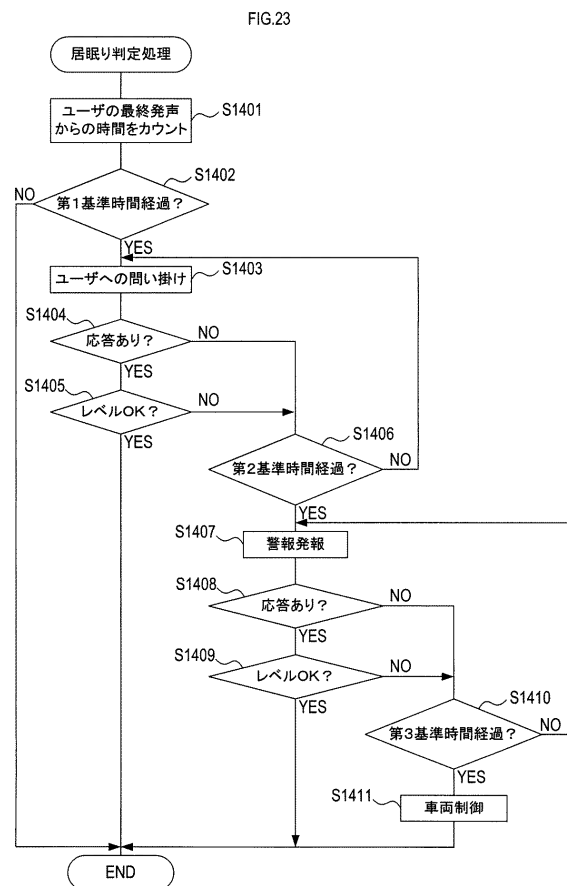 FIG.23
居眠り判定処理
ユーザの最終発声
からの時間をカウント
S1401
S1402
NO
第1基準時間経過？
YES
S1403
ユーザへの問い掛け
S1404
応答あり？
NO
YES
S1405
レベルOK？
NO
YES
S1406
第2基準時間経過？
NO
YES
S1407
警報発報
S1408
応答あり？
NO
YES
S1409
レベルOK？
NO
YES
S1410
第3基準時間経過？
NO
YES
S1411
車両制御
END